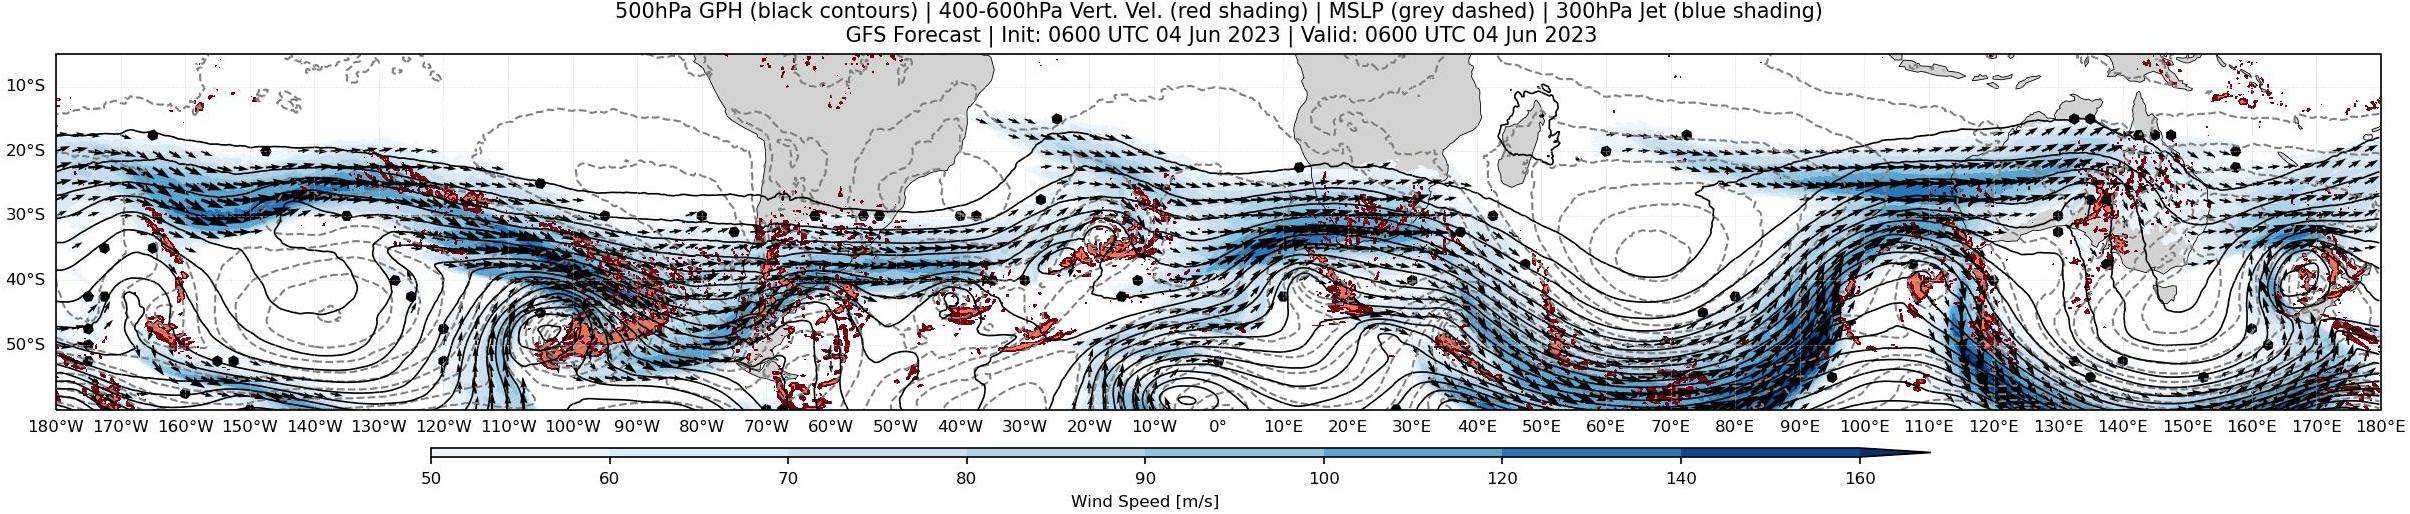 500hPa GPH (black contours) | 400-600hPa Vert. Vel. (red shading) | MSLP (grey dashed) | 300hPa Jet (blue shading)
GFS Forecast | Init: 0600 UTC 04 Jun 2023 | Valid: 0600 UTC 04 Jun 2023
10°S
20°S
30°S
40°S
50°S
180°W 170°W 160°W 150°W 140°W 130°W 120°W 110°W 100°W 90°W 80°W 70°W 60°W 50°W 40°W 30°W 20°W 10°W 0° 10°E 20°E 30°E 40°E 50°E 60°E 70°E 80°E 90°E 100°E 110°E 120°E 130°E 140°E 150°E 160°E 170°E 180°E
50 60 70 80 90 100 120 140 160
Wind Speed [m/s]